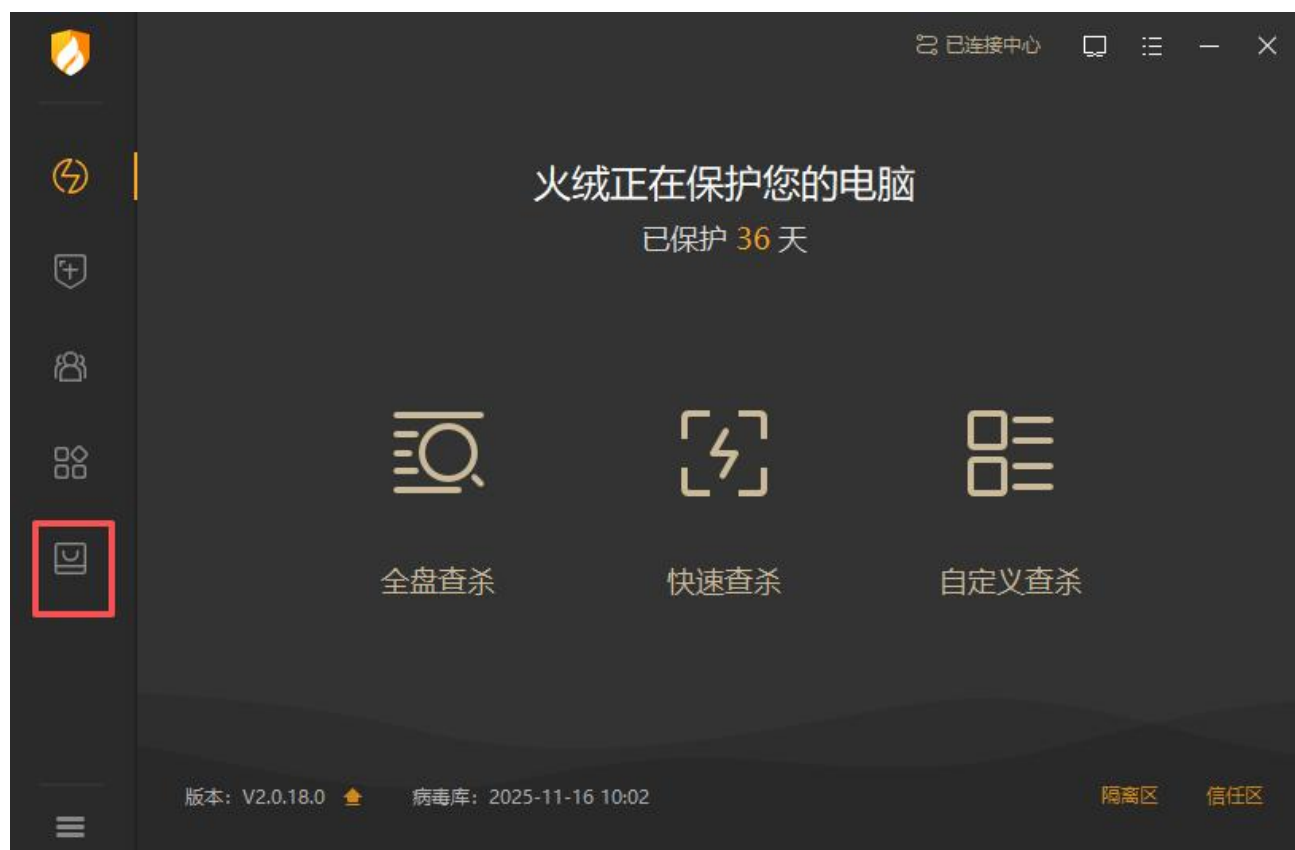 已连接中心
火绒正在保护您的电脑
已保护 36 天
全盘查杀
快速查杀
自定义查杀
版本: V2.0.18.0
病毒库: 2025-11-16 10:02
隔离区
信任区